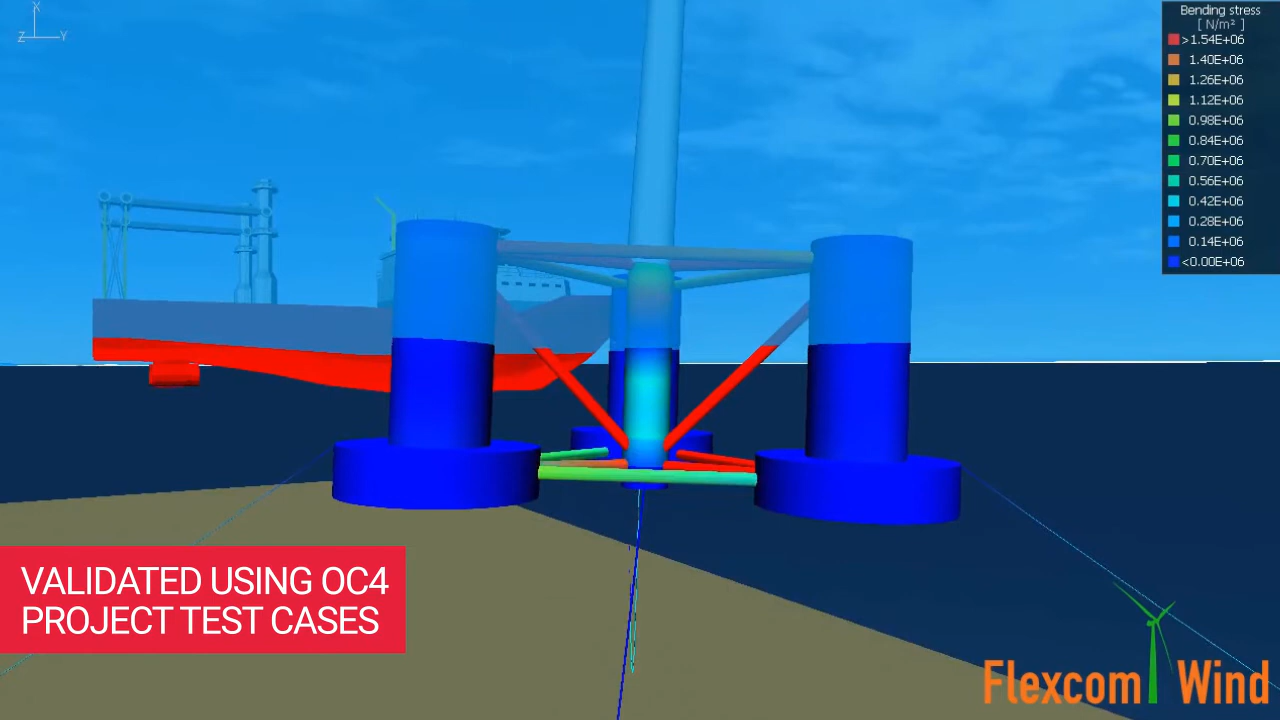 X
Z Y
Bending stress
[ N/m² ]
>1.54E+06
1.40E+06
1.26E+06
1.12E+06
0.98E+06
0.84E+06
0.70E+06
0.56E+06
0.42E+06
0.28E+06
0.14E+06
<0.00E+06
VALIDATED USING OC4
PROJECT TEST CASES
Flexcom Wind